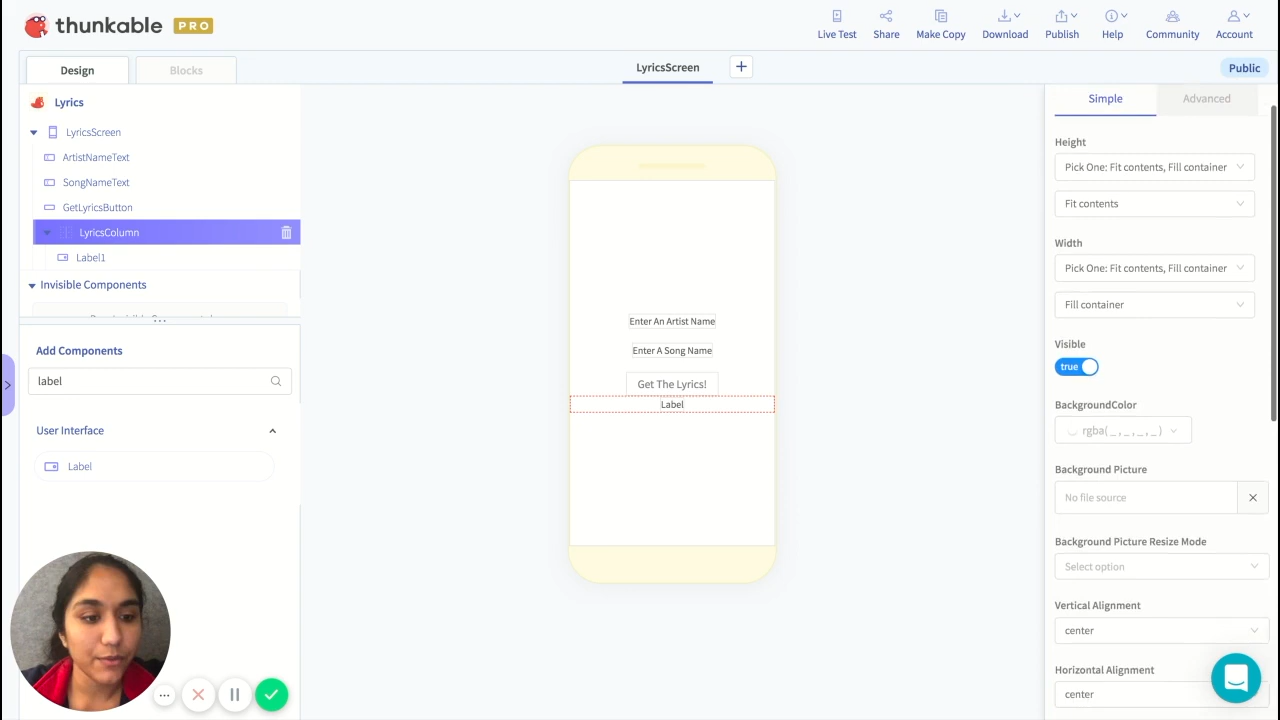 thunkable PRO
Live Test
Share
Make Copy
Download
Publish
Help
Community
Account
Design
Blocks
LyricsScreen
+
Public
Lyrics
LyricsScreen
ArtistNameText
SongNameText
GetLyricsButton
LyricsColumn
Label1
Invisible Components
Add Components
label
User Interface
Label
Enter An Artist Name
Enter A Song Name
Get The Lyrics!
Label
Simple
Advanced
Height
Pick One: Fit contents, Fill container
Fit contents
Width
Pick One: Fit contents, Fill container
Fill container
Visible
true
BackgroundColor
rgba( _ , _ , _ , _ )
Background Picture
No file source
Background Picture Resize Mode
Select option
Vertical Alignment
center
Horizontal Alignment
center